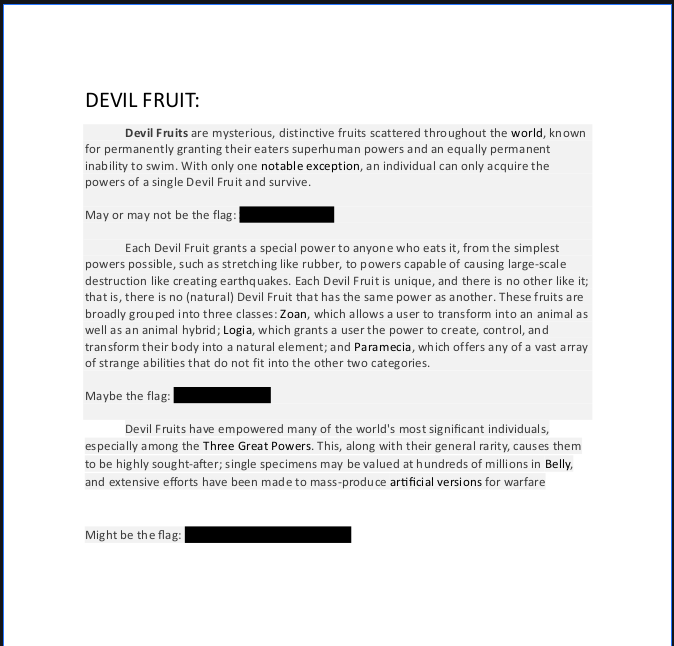 DEVIL FRUIT:
Devil Fruits are mysterious, distinctive fruits scattered throughout the world, known
for permanently granting their eaters superhuman powers and an equally permanent
inability to swim. With only one notable exception, an individual can only acquire the
powers of a single Devil Fruit and survive.
May or may not be the flag:
Each Devil Fruit grants a special power to anyone who eats it, from the simplest
powers possible, such as stretching like rubber, to powers capable of causing large-scale
destruction like creating earthquakes. Each Devil Fruit is unique, and there is no other like it;
that is, there is no (natural) Devil Fruit that has the same power as another. These fruits are
broadly grouped into three classes: Zoan, which allows a user to transform into an animal as
well as an animal hybrid; Logia, which grants a user the power to create, control, and
transform their body into a natural element; and Paramecia, which offers any of a vast array
of strange abilities that do not fit into the other two categories.
Maybe the flag:
Devil Fruits have empowered many of the world's most significant individuals,
especially among the Three Great Powers. This, along with their general rarity, causes them
to be highly sought-after; single specimens may be valued at hundreds of millions in Belly,
and extensive efforts have been made to mass-produce artificial versions for warfare
Might be the flag: